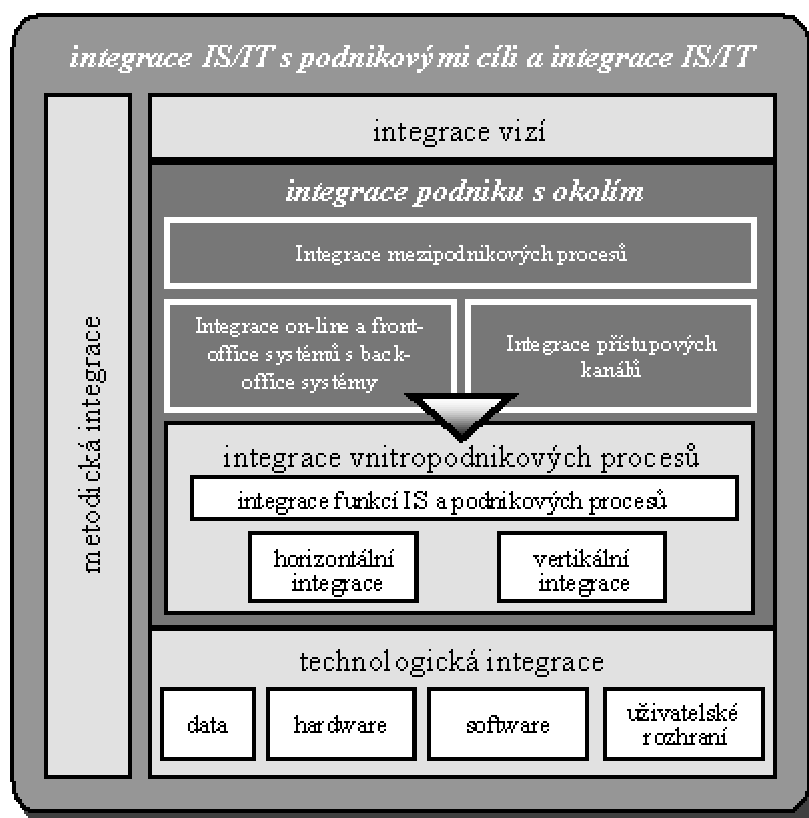 integrace IS/IT s podnikovými cíli a integrace IS/IT
metodická integrace
integrace vizí
integrace podniku s okolím
Integrace mezipodnikových procesů
Integrace on-line a front-
office systémů s back-
office systémy
Integrace přístupových
kanálů
integrace vnitropodnikových procesů
integrace funkcí IS a podnikových procesů
horizontální
integrace
vertikální
integrace
technologická integrace
data
hardware
software
uživatelské
rozhraní